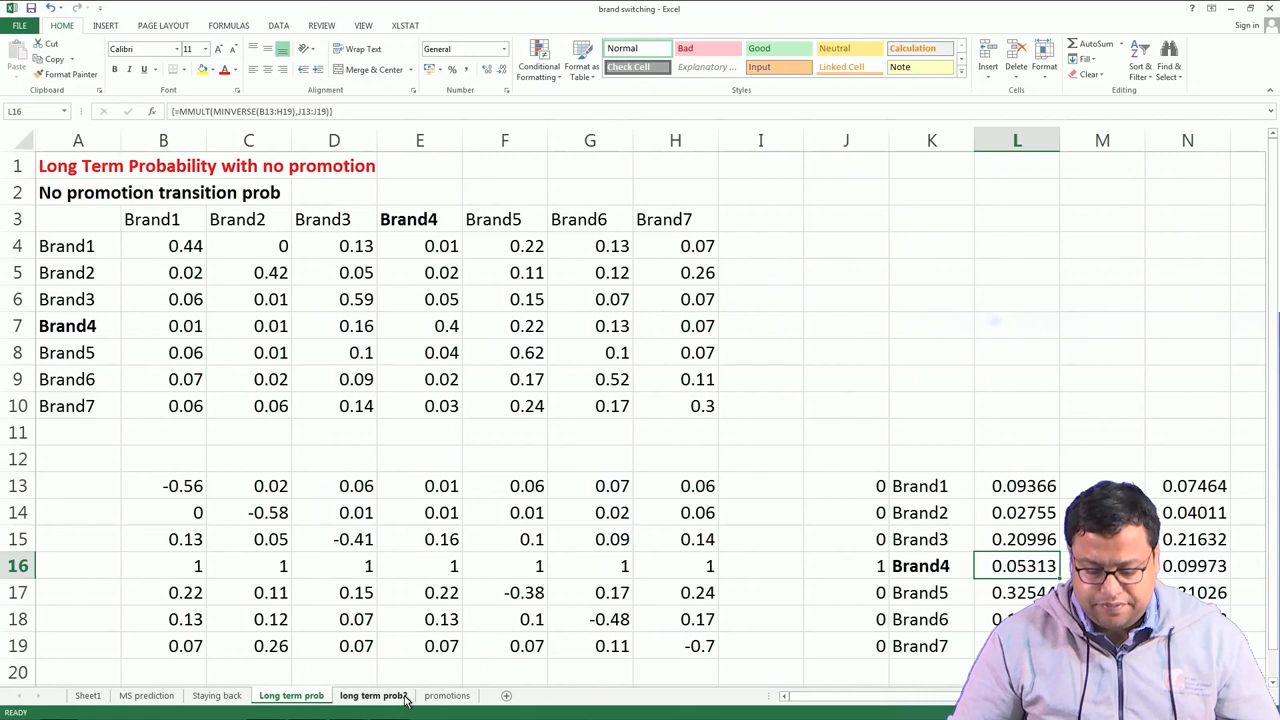 brand switching - Excel
Sign in
FILE HOME INSERT PAGE LAYOUT FORMULAS DATA REVIEW VIEW XLSTAT
Cut
Copy
Format Painter
Paste
Clipboard
Calibri 11
B I U
Font
Wrap Text
Merge & Center
Alignment
General
$ %
Number
Conditional Formatting
Format as Table
Normal Bad Good Neutral Calculation
Check Cell Explanatory ... Input Linked Cell Note
Styles
Insert Delete Format
Cells
AutoSum
Fill
Clear
Sort & Filter
Find & Select
Editing
L16 fx {=MMULT(MINVERSE(B13:H19),J13:J19)}
A B C D E F G H I J K L M N
1 Long Term Probability with no promotion
2 No promotion transition prob
3 Brand1 Brand2 Brand3 Brand4 Brand5 Brand6 Brand7
4 Brand1 0.44 0 0.13 0.01 0.22 0.13 0.07
5 Brand2 0.02 0.42 0.05 0.02 0.11 0.12 0.26
6 Brand3 0.06 0.01 0.59 0.05 0.15 0.07 0.07
7 Brand4 0.01 0.01 0.16 0.4 0.22 0.13 0.07
8 Brand5 0.06 0.01 0.1 0.04 0.62 0.1 0.07
9 Brand6 0.07 0.02 0.09 0.02 0.17 0.52 0.11
10 Brand7 0.06 0.06 0.14 0.03 0.24 0.17 0.3
11
12
13 -0.56 0.02 0.06 0.01 0.06 0.07 0.06 0 Brand1 0.09366 0.07464
14 0 -0.58 0.01 0.01 0.01 0.02 0.06 0 Brand2 0.02755 0.04011
15 0.13 0.05 -0.41 0.16 0.1 0.09 0.14 0 Brand3 0.20996 0.21632
16 1 1 1 1 1 1 1 1 Brand4 0.05313 0.09973
17 0.22 0.11 0.15 0.22 -0.38 0.17 0.24 0 Brand5 0.32544
18 0.13 0.12 0.07 0.13 0.1 -0.48 0.17 0 Brand6
19 0.07 0.26 0.07 0.07 0.07 0.11 -0.7 0 Brand7
20
Sheet1 MS prediction Staying back Long term prob long term prob2 promotions
READY